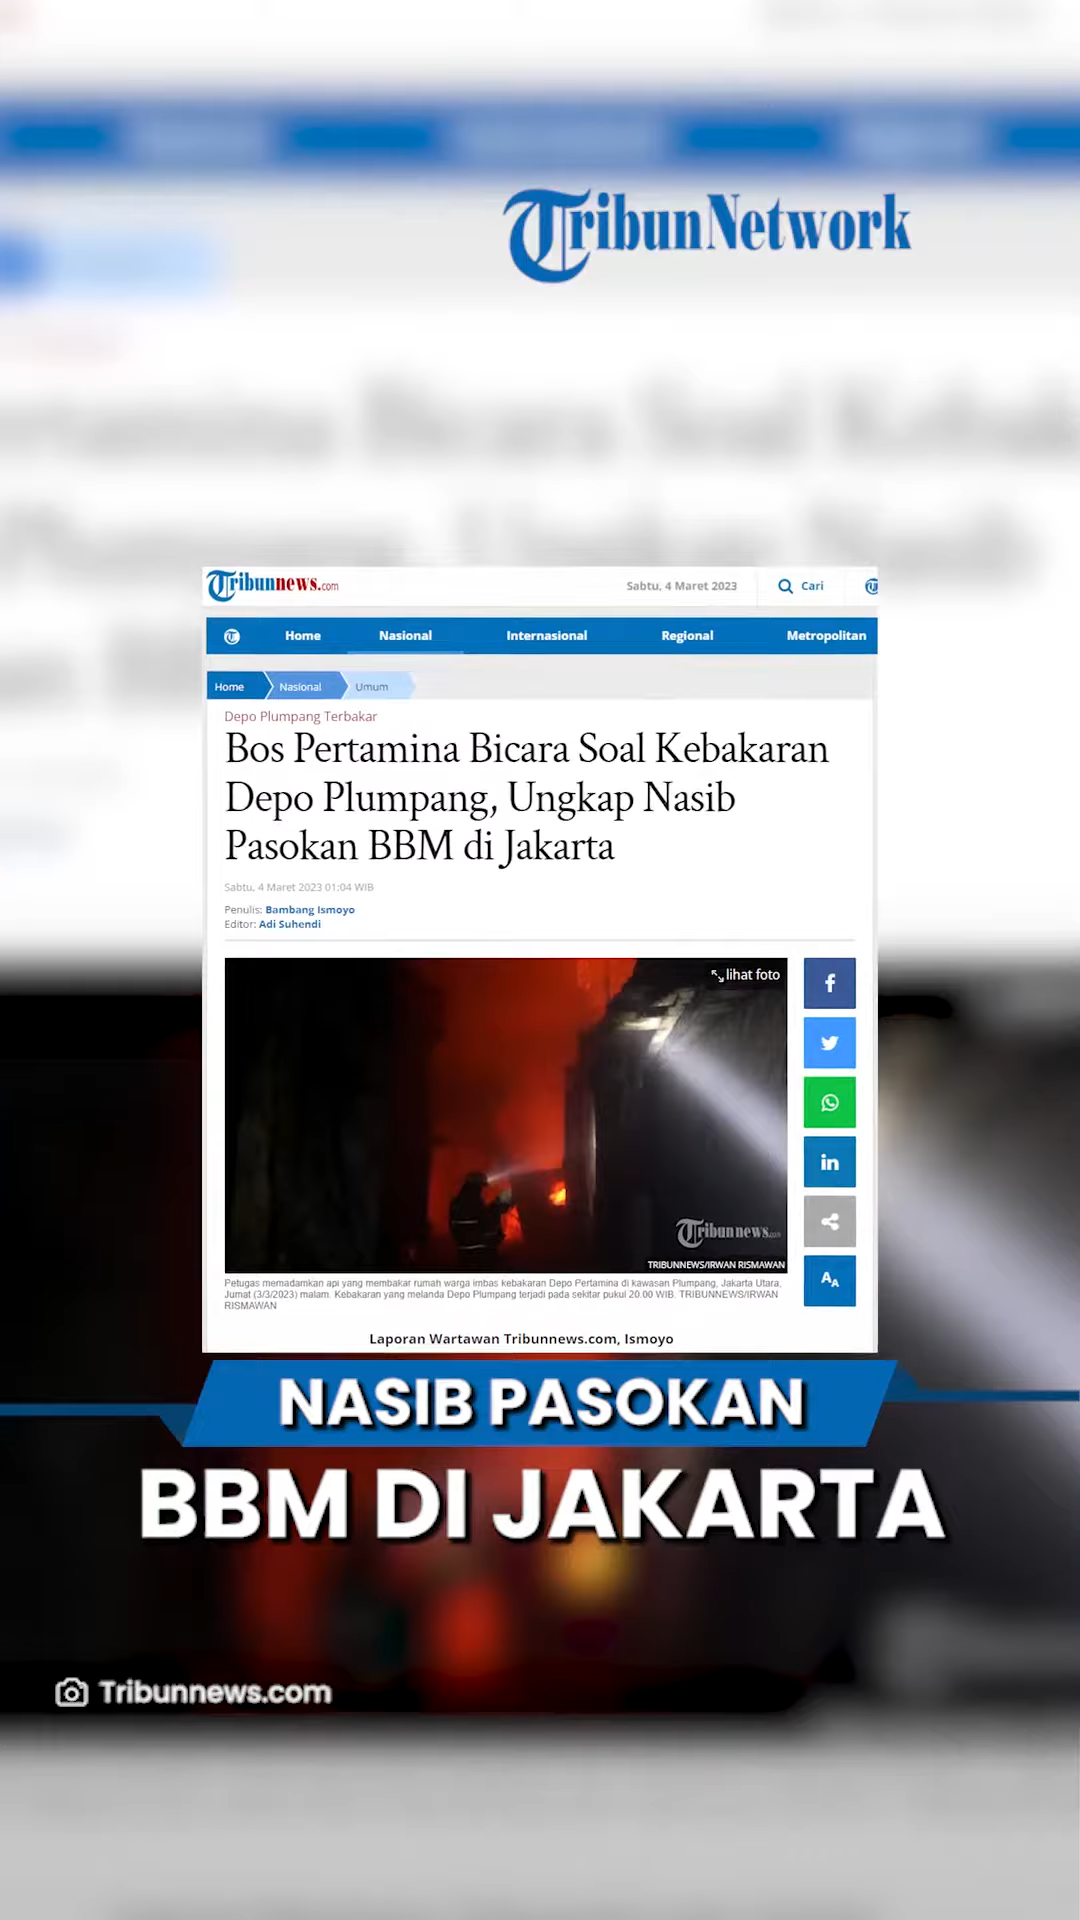 Tribun Network
Tribunnews.com
Sabtu, 4 Maret 2023
Cari
Home Nasional Internasional Regional Metropolitan
Home Nasional Umum
Depo Plumpang Terbakar
Bos Pertamina Bicara Soal Kebakaran
Depo Plumpang, Ungkap Nasib
Pasokan BBM di Jakarta
Sabtu, 4 Maret 2023 01:04 WIB
Penulis: Bambang Ismoyo
Editor: Adi Suhendi
lihat foto
Tribunnews.com
TRIBUNNEWS/IRWAN RISMAWAN
Petugas memadamkan api yang membakar rumah warga imbas kebakaran Depo Pertamina di kawasan Plumpang, Jakarta Utara,
Jumat (3/3/2023) malam. Kebakaran yang melanda Depo Plumpang terjadi pada sekitar pukul 20.00 WIB. TRIBUNNEWS/IRWAN
RISMAWAN
Laporan Wartawan Tribunnews.com, Ismoyo
NASIB PASOKAN
BBM DI JAKARTA
Tribunnews.com